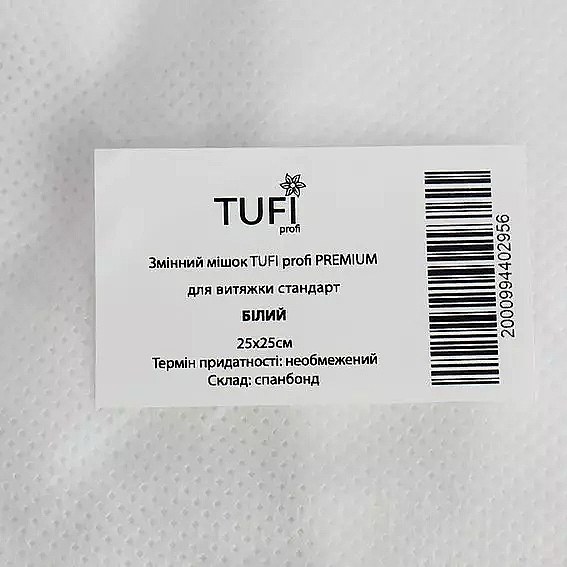 TUFI
profi
Змінний мішок TUFI profi PREMIUM
для витяжки стандарт
БІЛИЙ
25x25см
Термін придатності: необмежений
Склад: спанбонд
2000994402956